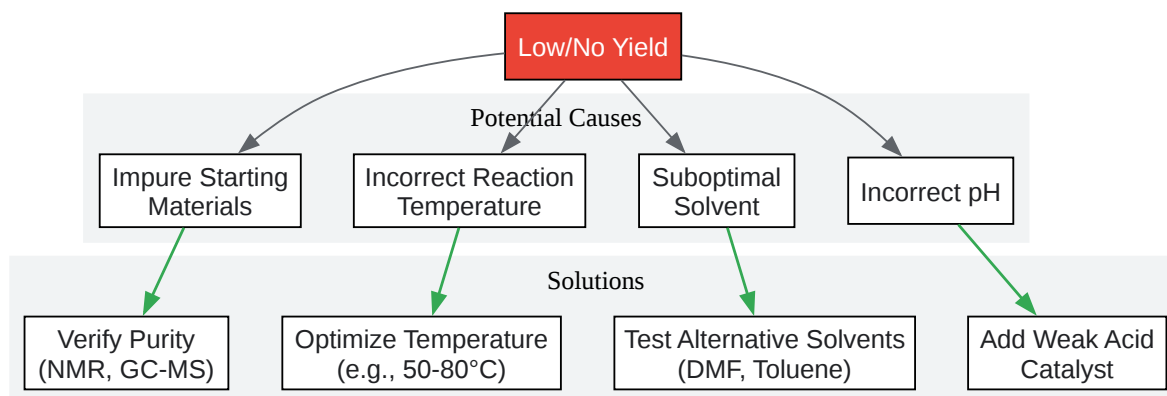 Low/No Yield
Potential Causes
Impure Starting
Materials
Incorrect Reaction
Temperature
Suboptimal
Solvent
Incorrect pH
Solutions
Verify Purity
(NMR, GC-MS)
Optimize Temperature
(e.g., 50-80°C)
Test Alternative Solvents
(DMF, Toluene)
Add Weak Acid
Catalyst